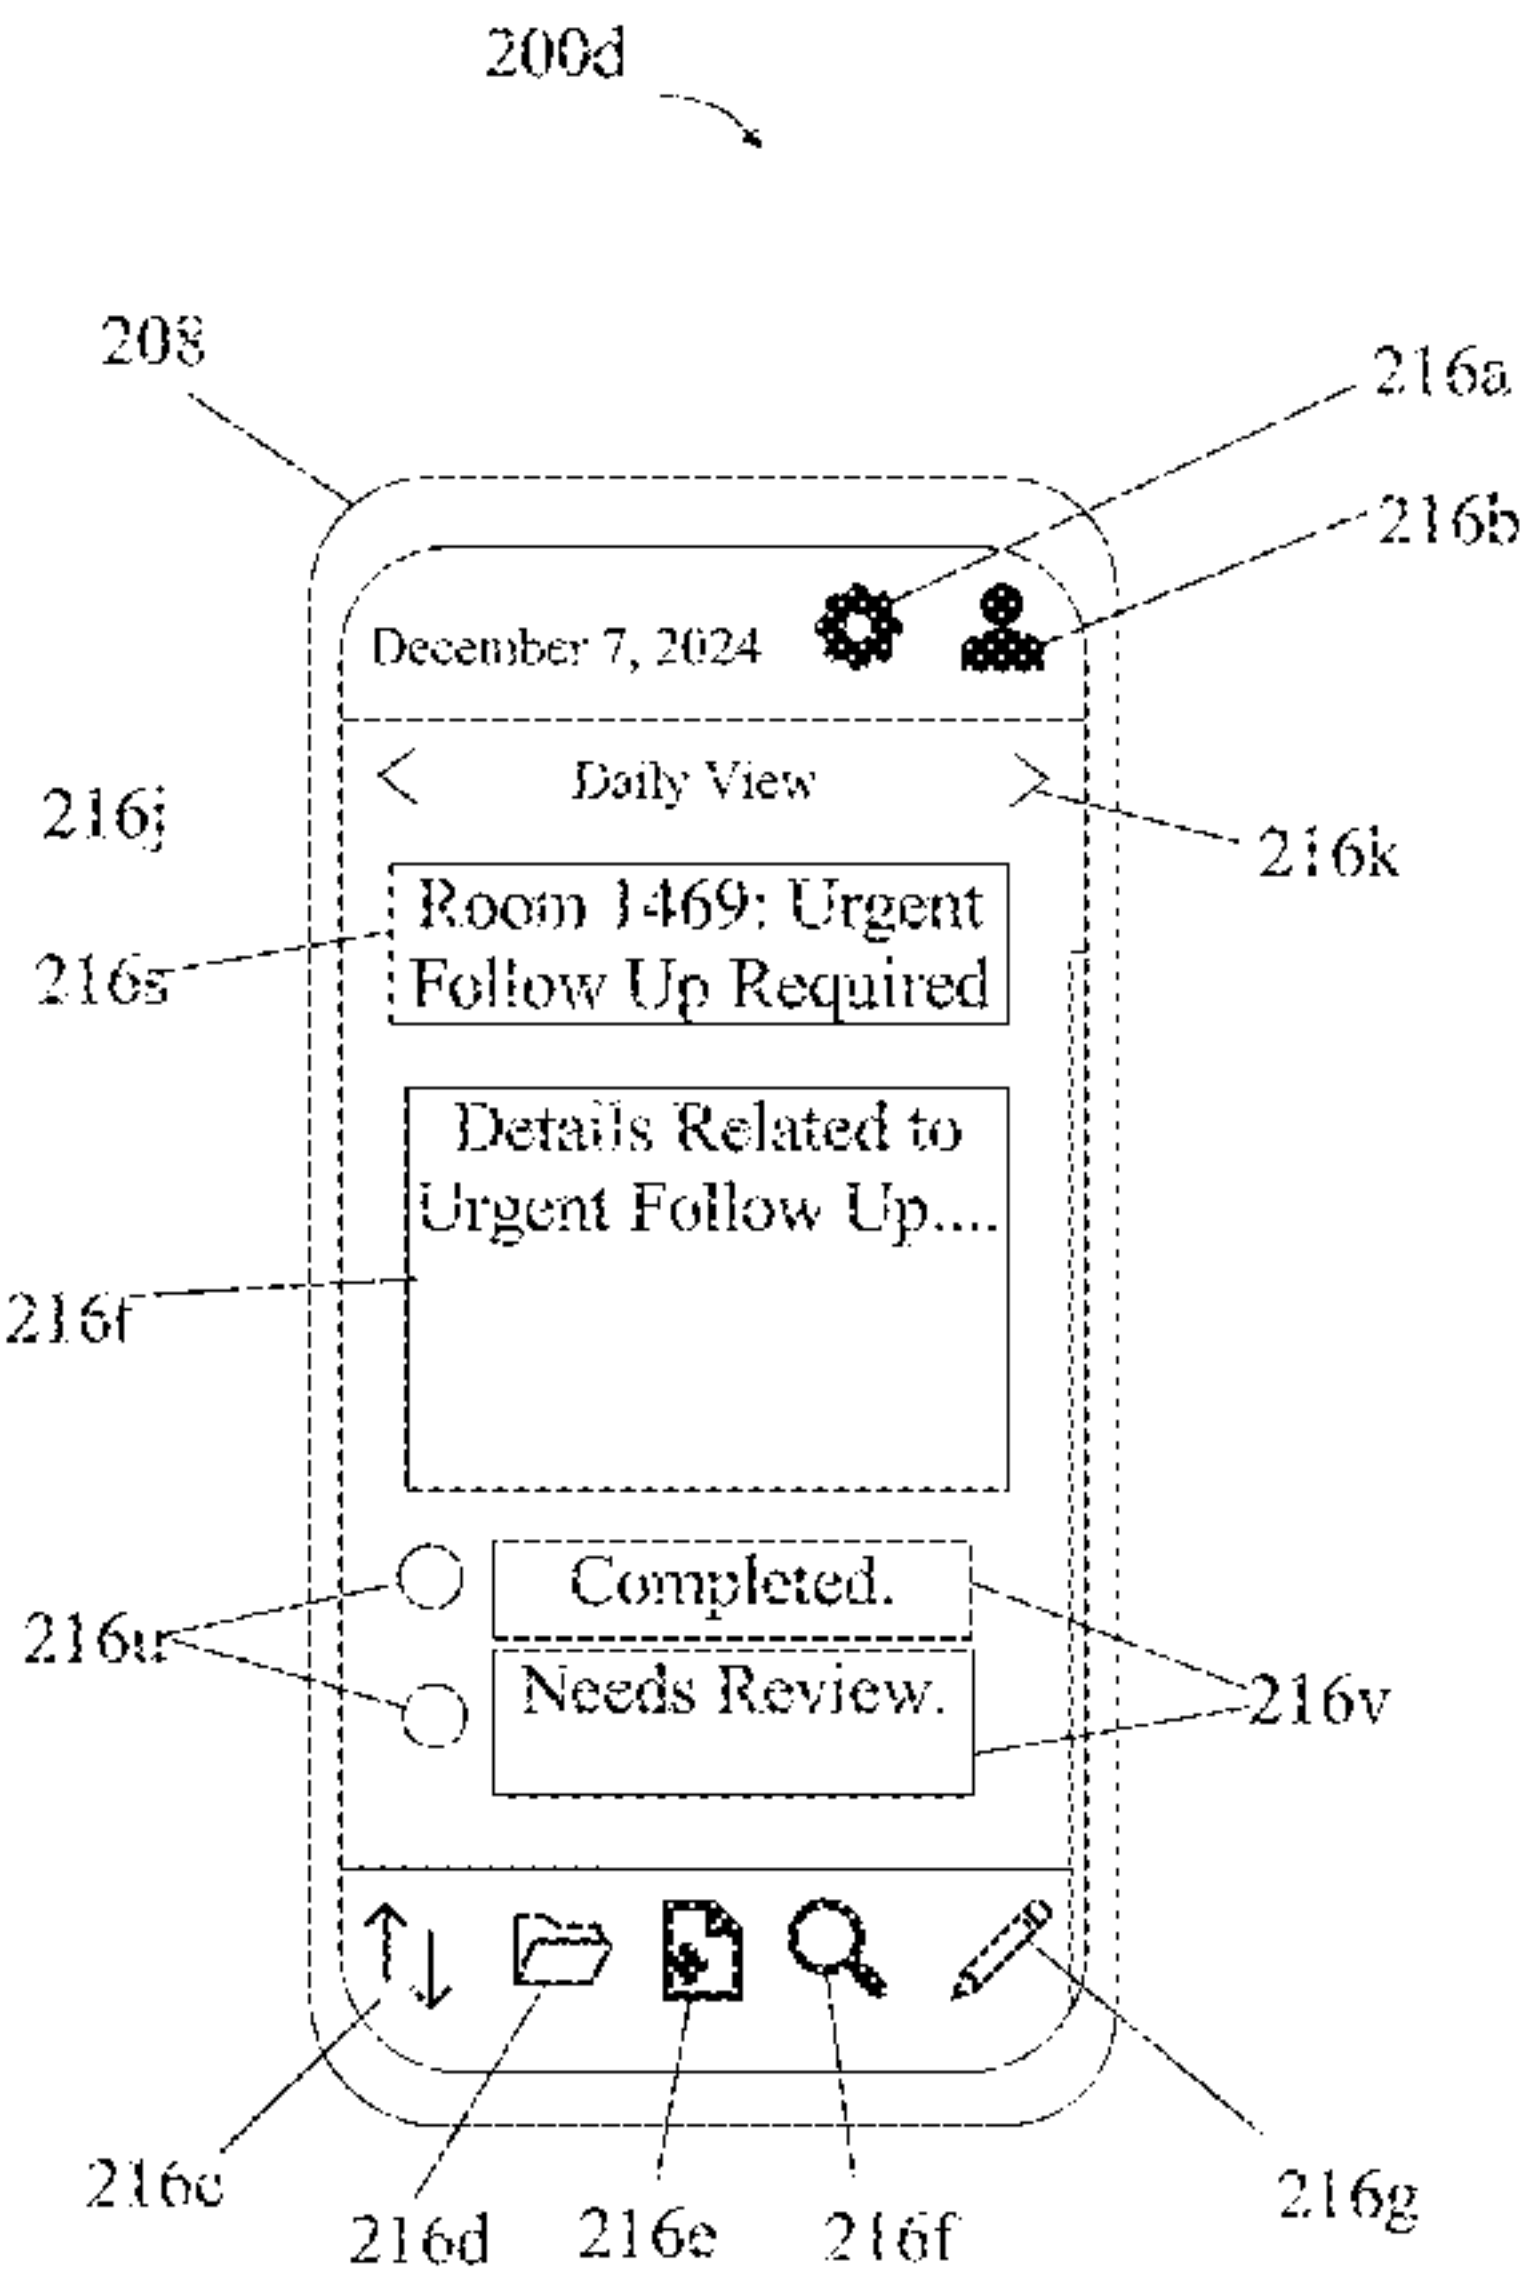 200d
208
216a
216b
December 7, 2024
Daily View
216j
216k
Room 1469: Urgent
Follow Up Required
216s
Details Related to
Urgent Follow Up....
216t
Completed.
216u
Needs Review.
216v
216c
216d
216e
216f
216g